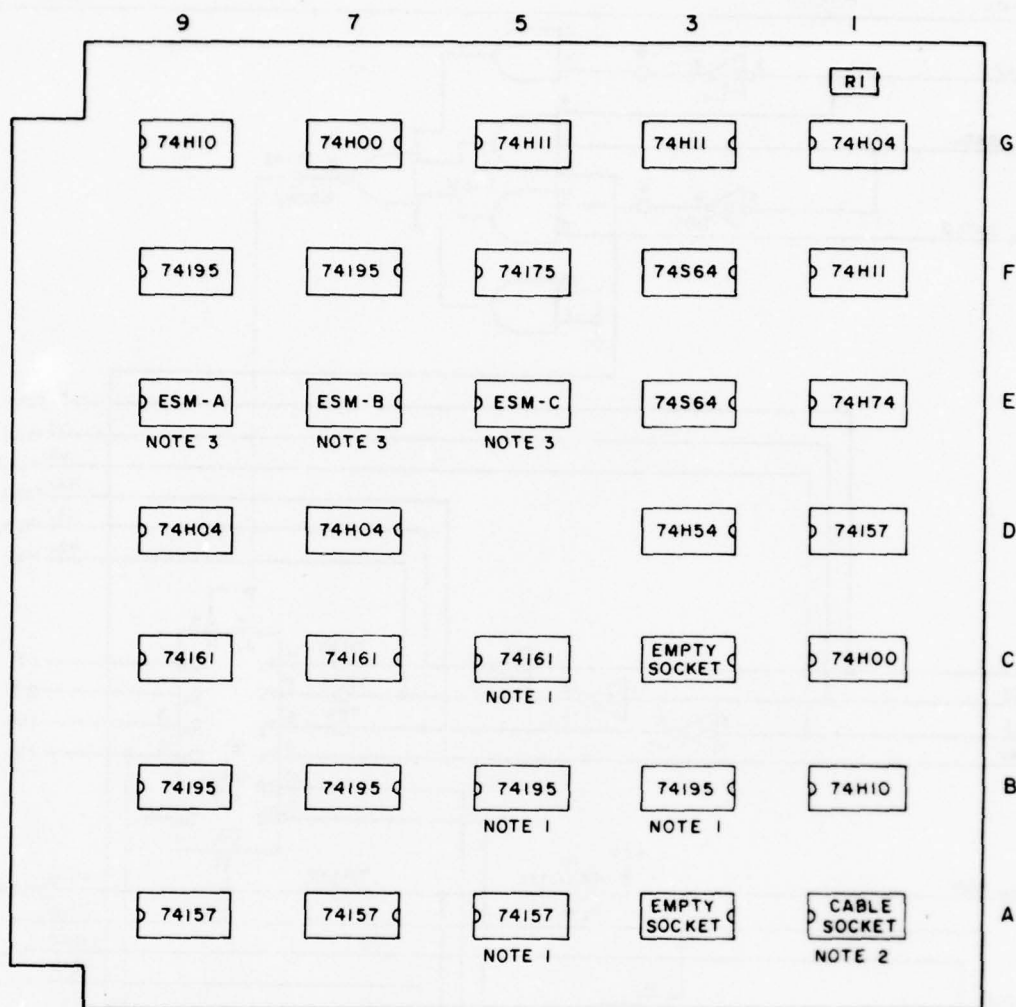 9 7 5 3 1
R1
74H10 74H00 74H11 74H11 74H04 G
74195 74195 74175 74S64 74H11 F
ESM-A ESM-B ESM-C 74S64 74H74 E
NOTE 3 NOTE 3 NOTE 3
74H04 74H04 74H54 74157 D
74161 74161 74161 EMPTY SOCKET 74H00 C
NOTE 1
74195 74195 74195 74195 74H10 B
NOTE 1 NOTE 1
74157 74157 74157 EMPTY SOCKET CABLE SOCKET A
NOTE 1 NOTE 2